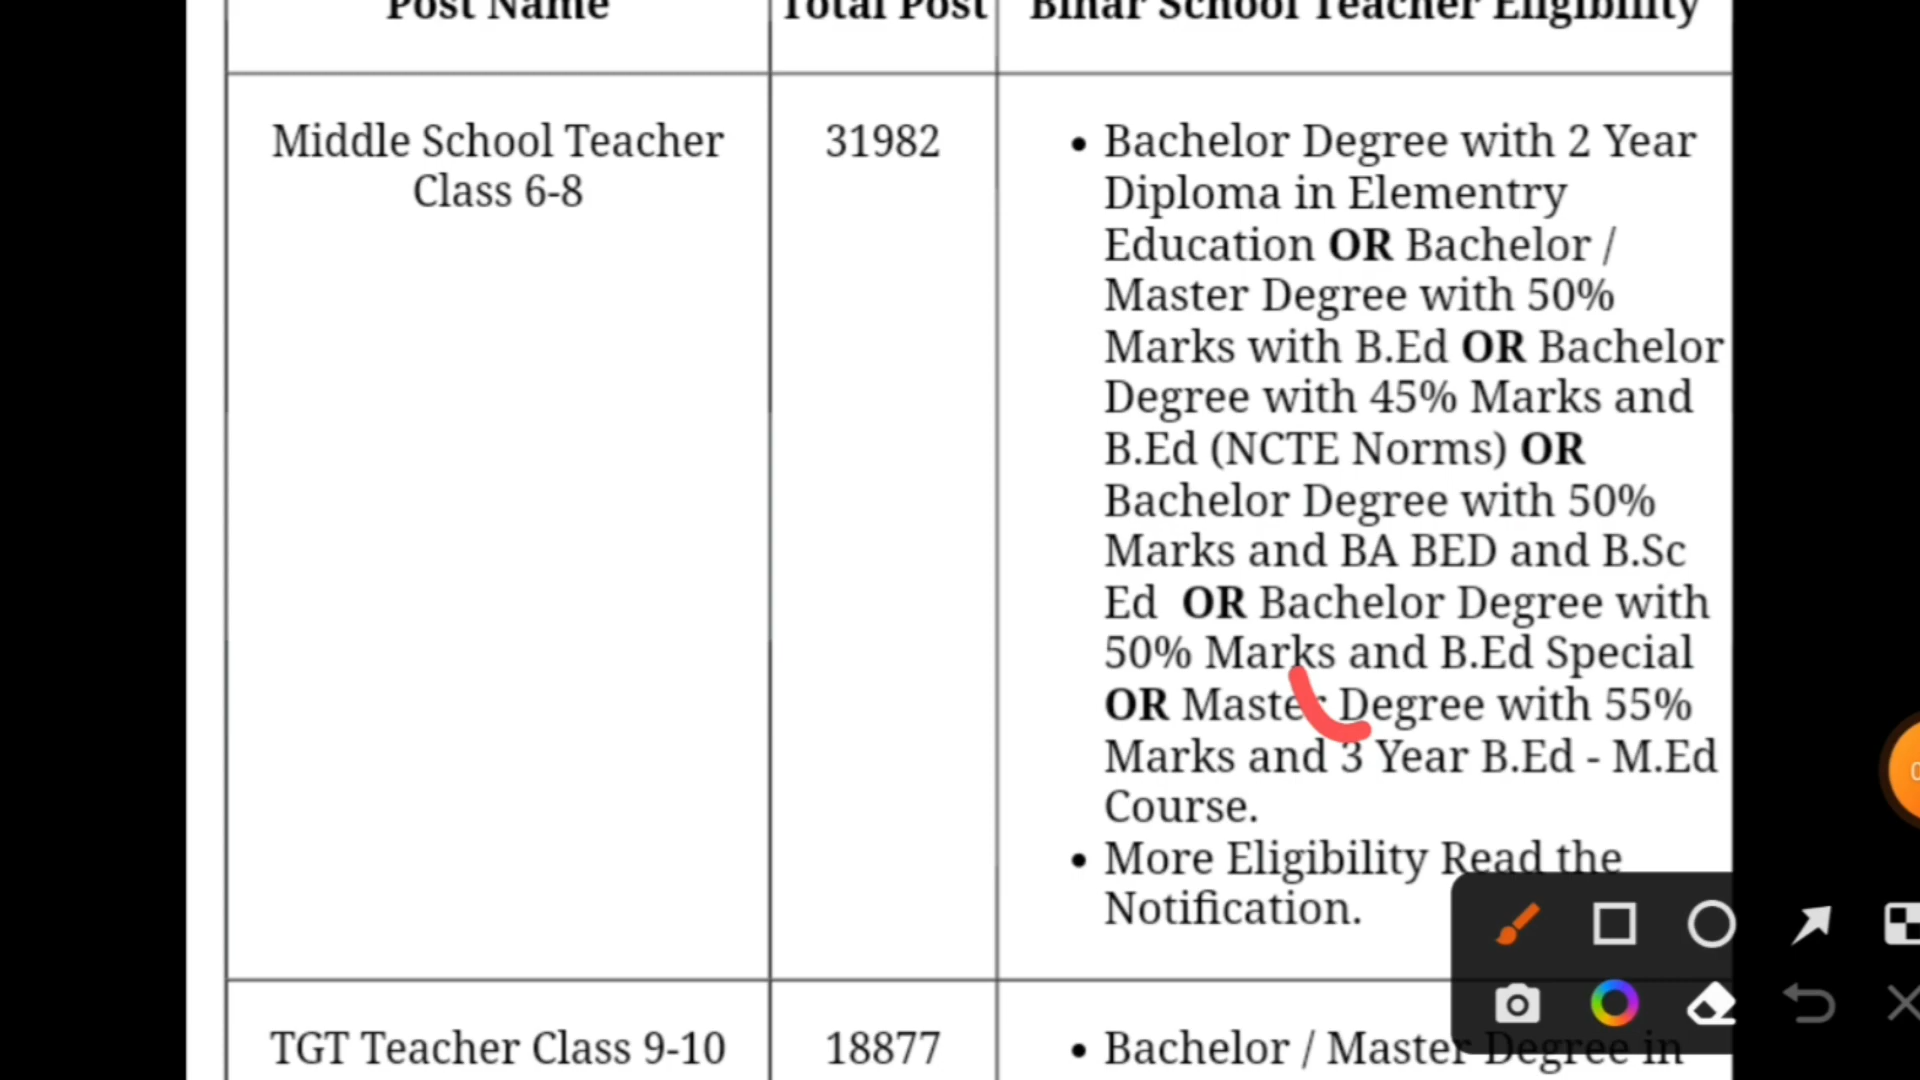 Post Name
Total Post
Bihar School Teacher Eligibility
Middle School Teacher
Class 6-8
31982
• Bachelor Degree with 2 Year
Diploma in Elementry
Education OR Bachelor /
Master Degree with 50%
Marks with B.Ed OR Bachelor
Degree with 45% Marks and
B.Ed (NCTE Norms) OR
Bachelor Degree with 50%
Marks and BA BED and B.Sc
Ed OR Bachelor Degree with
50% Marks and B.Ed Special
OR Master Degree with 55%
Marks and 3 Year B.Ed - M.Ed
Course.
• More Eligibility Read the
Notification.
TGT Teacher Class 9-10
18877
• Bachelor / Master Degree in